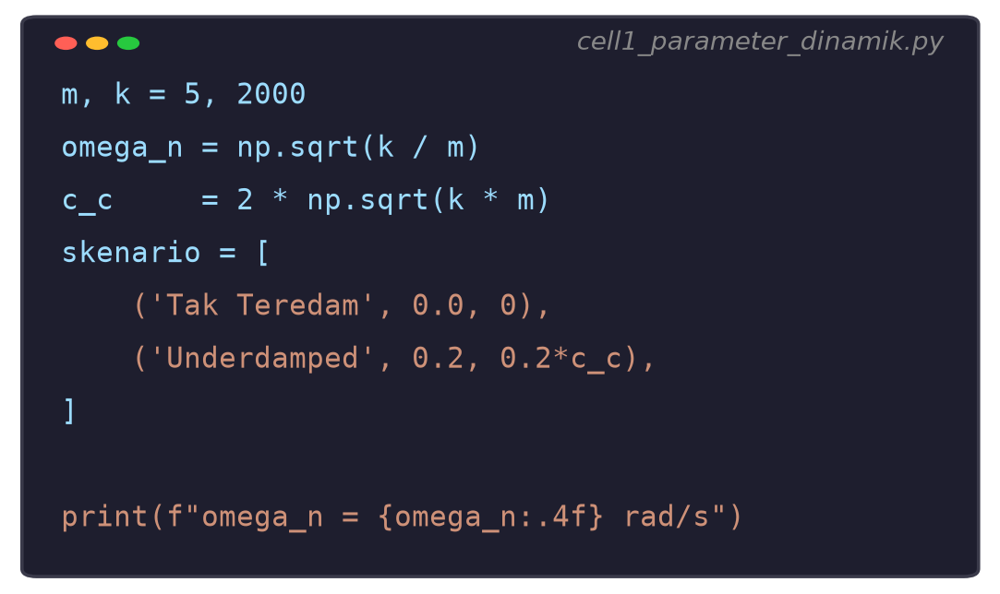 cell1_parameter_dinamik.py
m, k = 5, 2000
omega_n = np.sqrt(k / m)
c_c     = 2 * np.sqrt(k * m)
skenario = [
    ('Tak Teredam', 0.0, 0),
    ('Underdamped', 0.2, 0.2*c_c),
]

print(f"omega_n = {omega_n:.4f} rad/s")